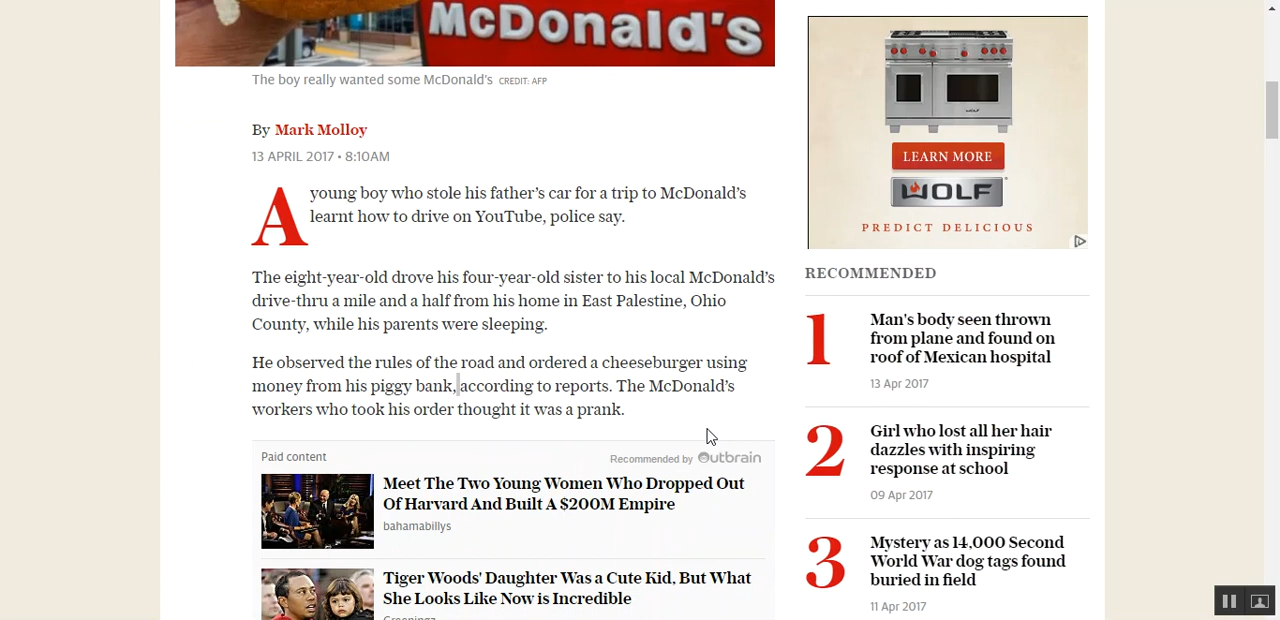 McDonald's
The boy really wanted some McDonald's CREDIT: AFP
By Mark Molloy
13 APRIL 2017 • 8:10AM
A young boy who stole his father's car for a trip to McDonald's
learnt how to drive on YouTube, police say.
The eight-year-old drove his four-year-old sister to his local McDonald's
drive-thru a mile and a half from his home in East Palestine, Ohio
County, while his parents were sleeping.
He observed the rules of the road and ordered a cheeseburger using
money from his piggy bank, according to reports. The McDonald's
workers who took his order thought it was a prank.
Paid content
Recommended by Outbrain
Meet The Two Young Women Who Dropped Out
Of Harvard And Built A $200M Empire
bahamabillys
Tiger Woods' Daughter Was a Cute Kid, But What
She Looks Like Now is Incredible
WOLF
LEARN MORE
WOLF
PREDICT DELICIOUS
RECOMMENDED
1
Man's body seen thrown
from plane and found on
roof of Mexican hospital
13 Apr 2017
2
Girl who lost all her hair
dazzles with inspiring
response at school
09 Apr 2017
3
Mystery as 14,000 Second
World War dog tags found
buried in field
11 Apr 2017